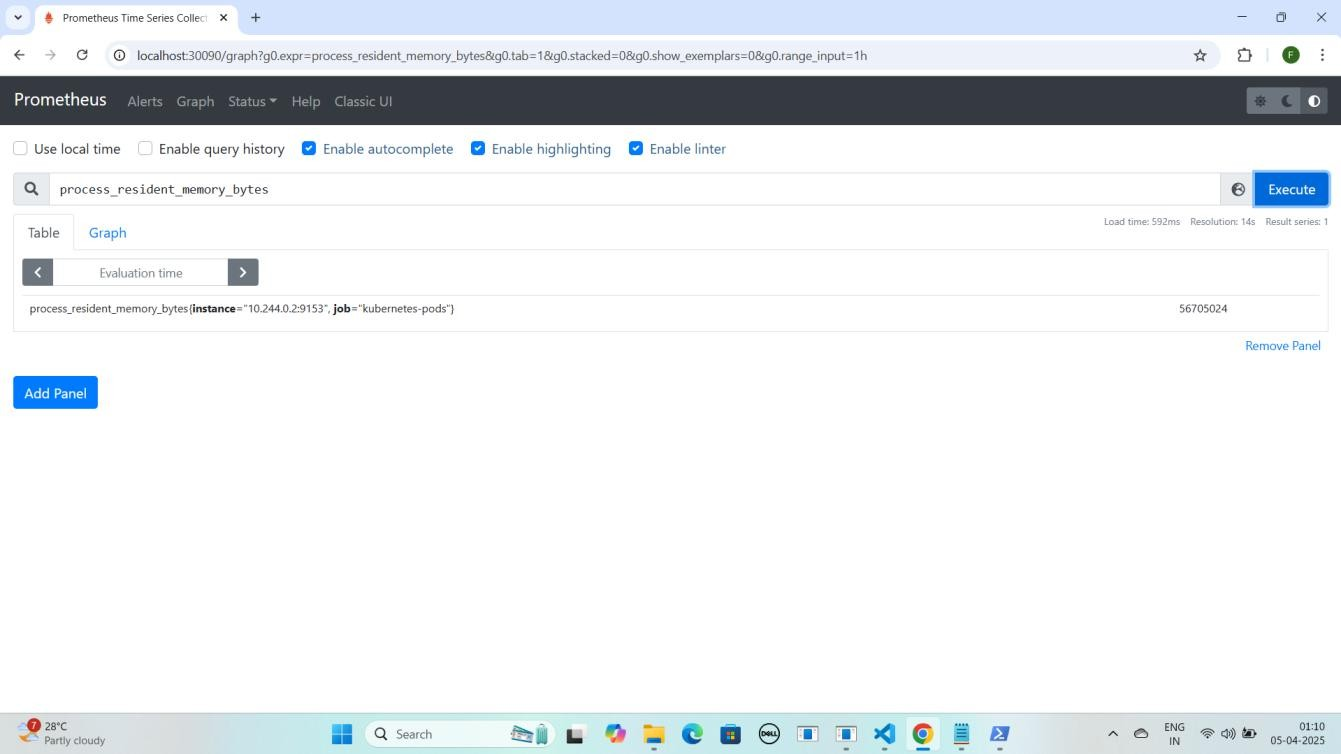 Prometheus Time Series Collect
localhost:30090/graph?g0.expr=process_resident_memory_bytes&g0.tab=1&g0.stacked=0&g0.show_exemplars=0&g0.range_input=1h
F
Prometheus Alerts Graph Status Help Classic UI
Use local time Enable query history Enable autocomplete Enable highlighting Enable linter
process_resident_memory_bytes Execute
Load time: 592ms Resolution: 14s Result series: 1
Table Graph
Evaluation time
process_resident_memory_bytes{instance="10.244.0.2:9153", job="kubernetes-pods"} 56705024
Remove Panel
Add Panel
7 28°C
Partly cloudy
Search
DELL
ENG
IN
01:10
05-04-2025